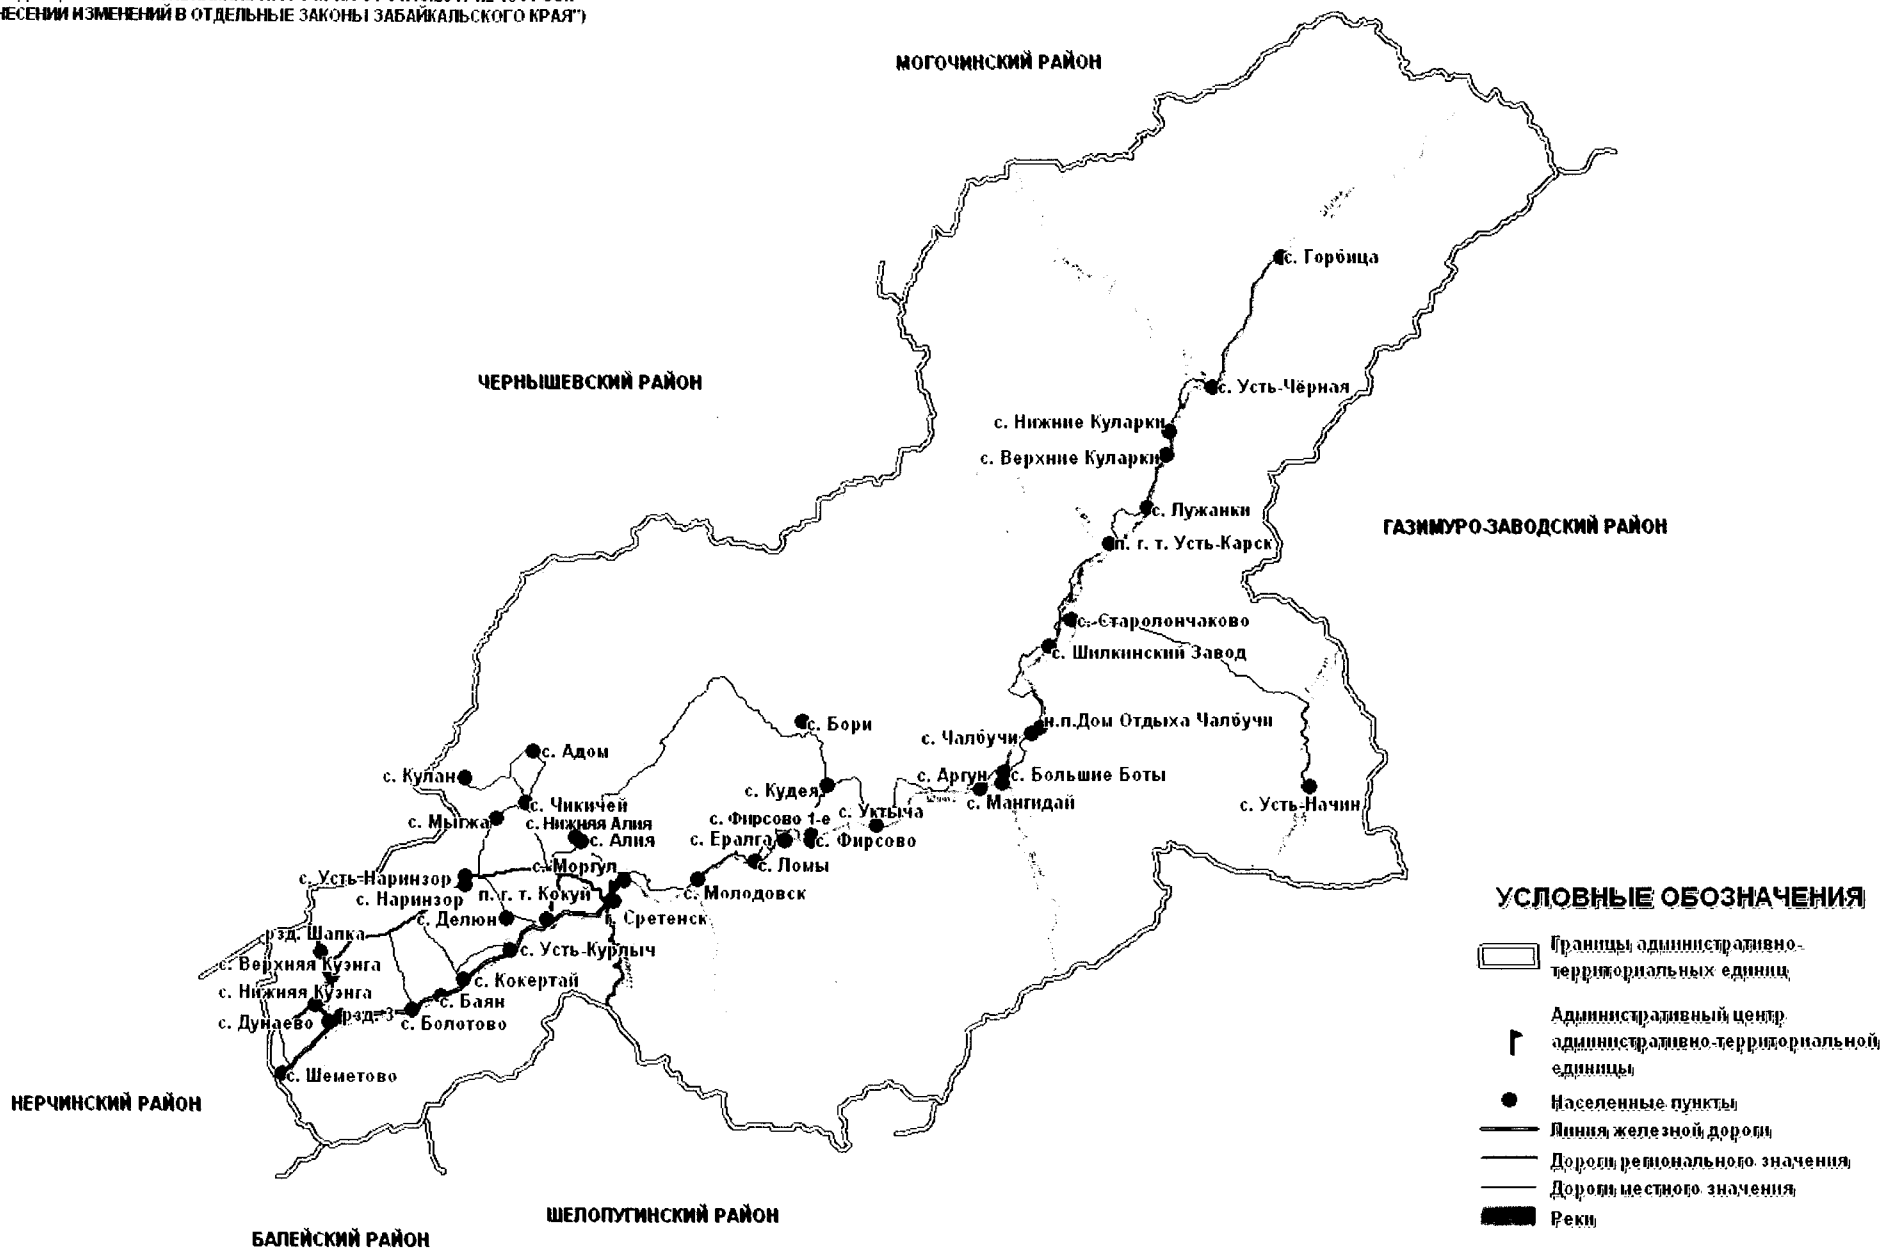 НЕСЕНИИ ИЗМЕНЕНИЙ В ОТДЕЛЬНЫЕ ЗАКОНЫ ЗАБАЙКАЛЬСКОГО КРАЯ")
МОГОЧИНСКИЙ РАЙОН
с. Горбица
ЧЕРНЫШЕВСКИЙ РАЙОН
с. Усть-Чёрная
с. Нижние Куларки
с. Верхние Куларки
с. Лужанки
ГАЗИМУРО-ЗАВОДСКИЙ РАЙОН
п. г. т. Усть-Карск
с. Старолончаково
с. Шилкинский Завод
н.п.Дом Отдыха Чалбучи
с. Бори
с. Чалбучи
с. Адом
с. Кулан
с. Аргун
с. Большие Боты
с. Кудея
с. Мангидай
с. Усть-Начин
с. Чикичей
с. Мыгжа
с. Нижняя Алия
с. Фирсово 1-е
с. Уктыча
с. Алия
с. Ералга
с. Фирсово
с. Моргул
с. Ломы
с. Усть-Наринзор
с. Наринзор
п. г. т. Кокуй
с. Молодовск
с. Делюн
г. Сретенск
рзд. Шапка
с. Усть-Курлыч
с. Верхняя Куэнга
с. Кокертай
с. Нижняя Куэнга
с. Баян
с. Дунаево
рзд. 3
с. Болотово
с. Шеметово
НЕРЧИНСКИЙ РАЙОН
ШЕЛОПУГИНСКИЙ РАЙОН
БАЛЕЙСКИЙ РАЙОН
УСЛОВНЫЕ ОБОЗНАЧЕНИЯ
Границы административно-
территориальных единиц
Административный центр
административно-территориальной
единицы
Населенные пункты
Линия железной дороги
Дороги регионального значения
Дороги местного значения
Реки